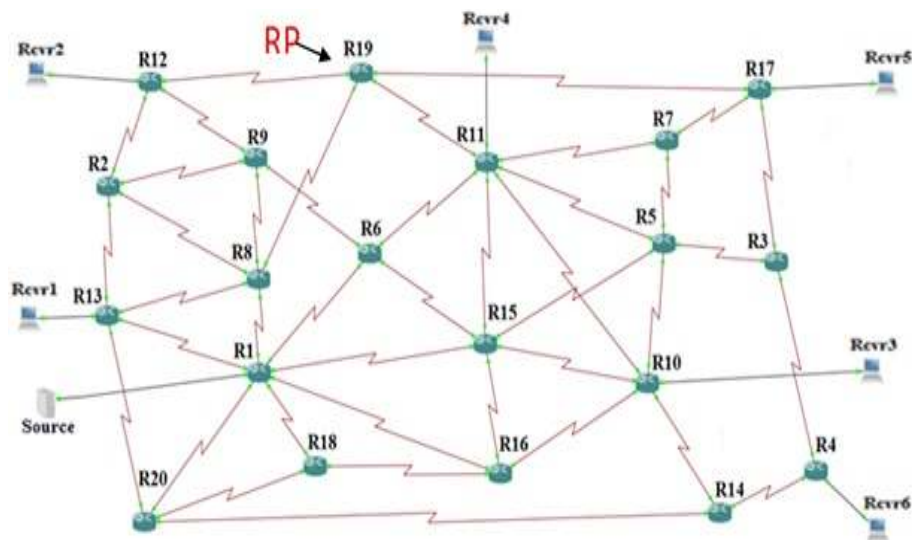 Rcvr4
RP
R19
Rcvr2
R12
R17
Rcvr5
R7
R11
R9
R2
R5
R6
R3
R8
Rcvr1
R13
R15
R1
R10
Rcvr3
Source
R18
R16
R4
R20
R14
Rcvr6